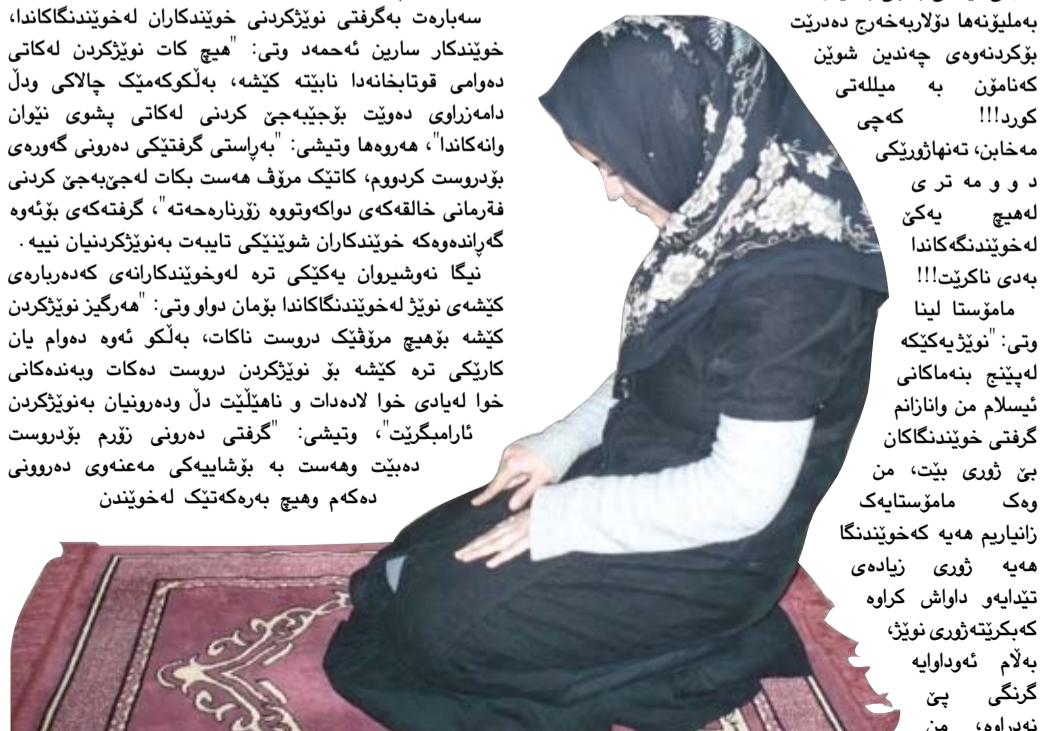 بەملیۆنەها دۆلاربەخەرج دەدرێت
بۆکردنەوەی چەندین شوێن
کەنامۆن بە میللەتی
کورد!!! کەچی
مەخابن، تەنهاژورێکی
د و و مە تر ی
لەهیچ یەکێ
لەخوێندنگەکاندا
بەدی ناکرێت!!!
مامۆستا لینا
وتی: "نوێژیەکێکە
لەپێنج بنەماکانی
ئیسلام من وانازانم
گرفتی خوێندنگاکان
بێ ژوری بێت، من
وەک مامۆستایەک
زانیاریم هەیە کەخوێندنگا
هەیە ژوری زیادەی
تێدایەو داواش کراوە
کەبکرێتەژوری نوێژ،
بەڵام ئەوداوایە
گرنگی پێ
نەدراوە، من
سەبارەت بەگرفتی نوێژکردنی خوێندکاران لەخوێندنگاکاندا،
خوێندکار سارین ئەحمەد وتی: "هیچ کات نوێژکردن لەکاتی
دەوامی قوتابخانەدا نابێتە کێشە، بەڵکوکەمێک چالاکی ودڵ
دامەزراوی دەوێت بۆجێبەجێ کردنی لەکاتی پشوی نێوان
وانەکاندا"، هەروەها وتیشی: "بەڕاستی گرفتێکی دەرونی گەورەی
بۆدروست کردووم، کاتێک مرۆڤ هەست بکات لەجێبەجێ کردنی
فةرمانی خالقەکەی دواکەوتووە زۆرنارەحەتە"، گرفتەکەی بۆئەوە
گەڕاندەوەکە خوێندکاران شوێنێکی تایبەت بەنوێژکردنیان نییە.
نیگا نەوشیروان یەکێکی ترە لەوخوێندکارانەی کەدەربارەی
کێشەی نوێژ لەخوێندنگاکاندا بۆمان دواو وتی: "هەرگیز نوێژکردن
کێشە بۆهیچ مرۆڤێک دروست ناکات، بەڵکو ئەوە دەوام یان
کارێکی ترە کێشە بۆ نوێژکردن دروست دەکات وبەندەکانی
خوا لەیادی خوا لادەدات و ناهێڵێت دڵ ودەرونیان بەنوێژکردن
ئارامبگرێت"، وتیشی: "گرفتی دەرونی زۆرم بۆدروست
دەبێت وهەست بە بۆشاییەکی مەعنەوی دەروونی
دەکەم وهیچ بەرەکەتێک لەخوێندن